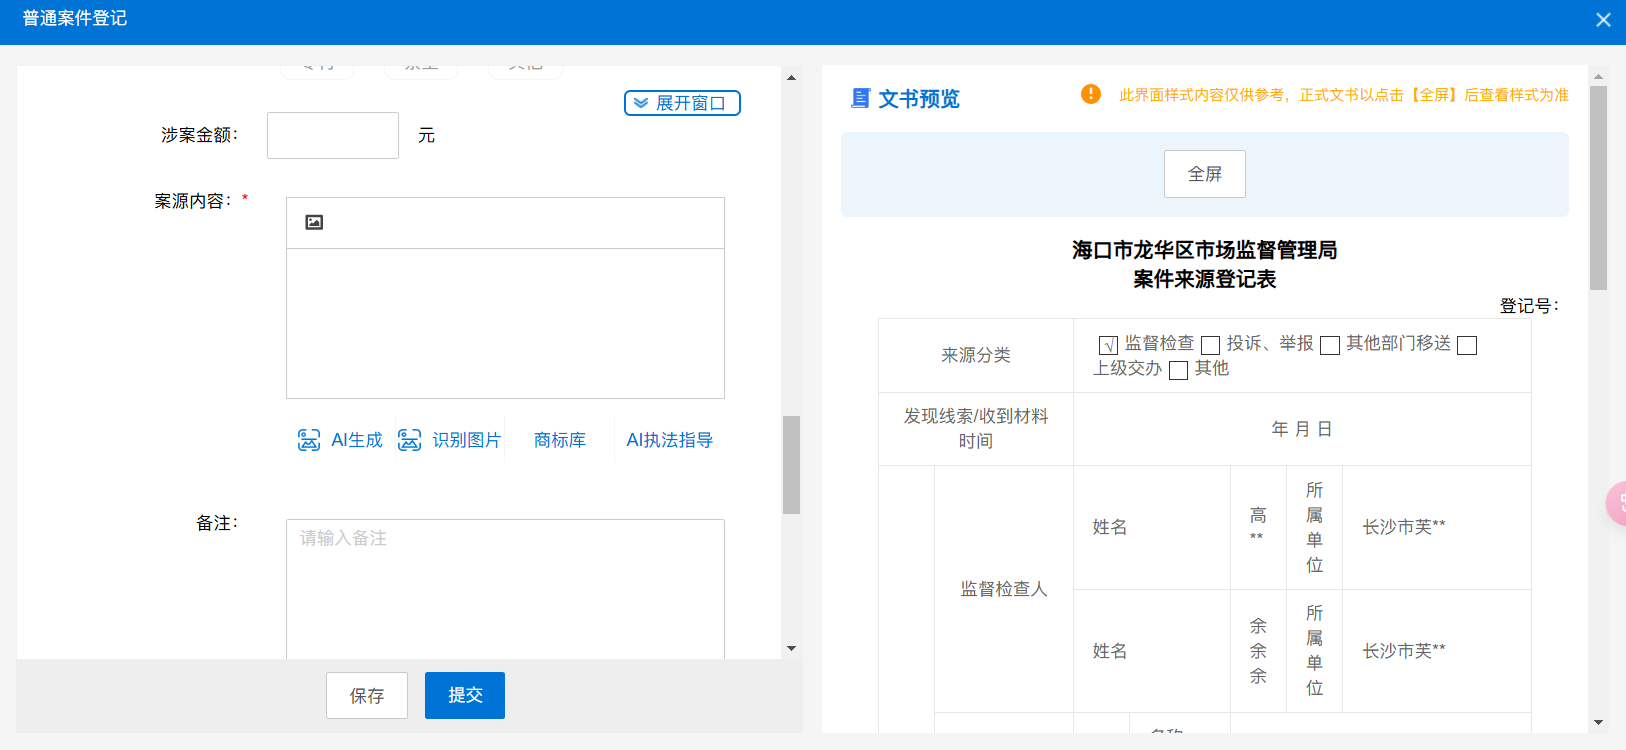 普通案件登记
展开窗口
涉案金额：
元
案源内容：*
AI生成
识别图片
商标库
AI执法指导
备注：
请输入备注
保存
提交
文书预览
此界面样式内容仅供参考，正式文书以点击【全屏】后查看样式为准
全屏
海口市龙华区市场监督管理局
案件来源登记表
登记号：
来源分类
√ 监督检查 投诉、举报 其他部门移送
上级交办 其他
发现线索/收到材料
时间
年 月 日
监督检查人
姓名
高
**
所
属
单
位
长沙市芙**
姓名
余
余
余
所
属
单
位
长沙市芙**